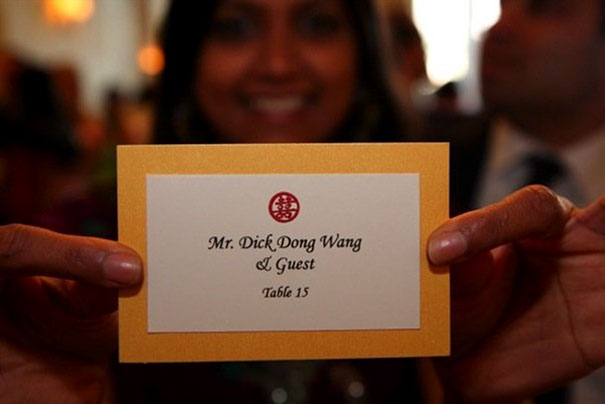 囍
Mr. Dick Dong Wang
& Guest
Table 15